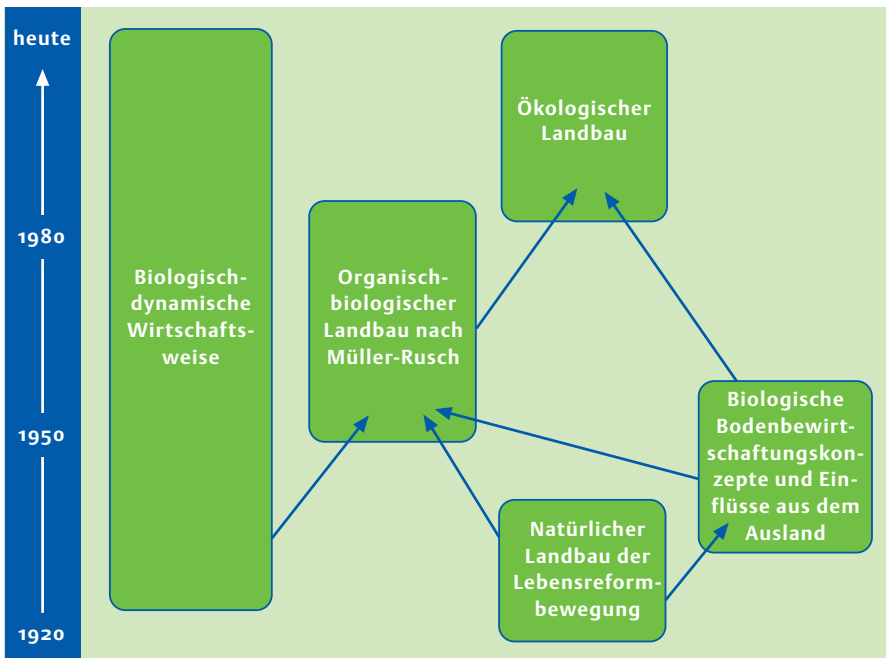 heute
1980
1950
1920
Biologisch-
dynamische
Wirtschafts-
weise
Organisch-
biologischer
Landbau nach
Müller-Rusch
Ökologischer
Landbau
Natürlicher
Landbau der
Lebensreform-
bewegung
Biologische
Bodenbewirt-
schaftungskon-
zepte und Ein-
flüsse aus dem
Ausland